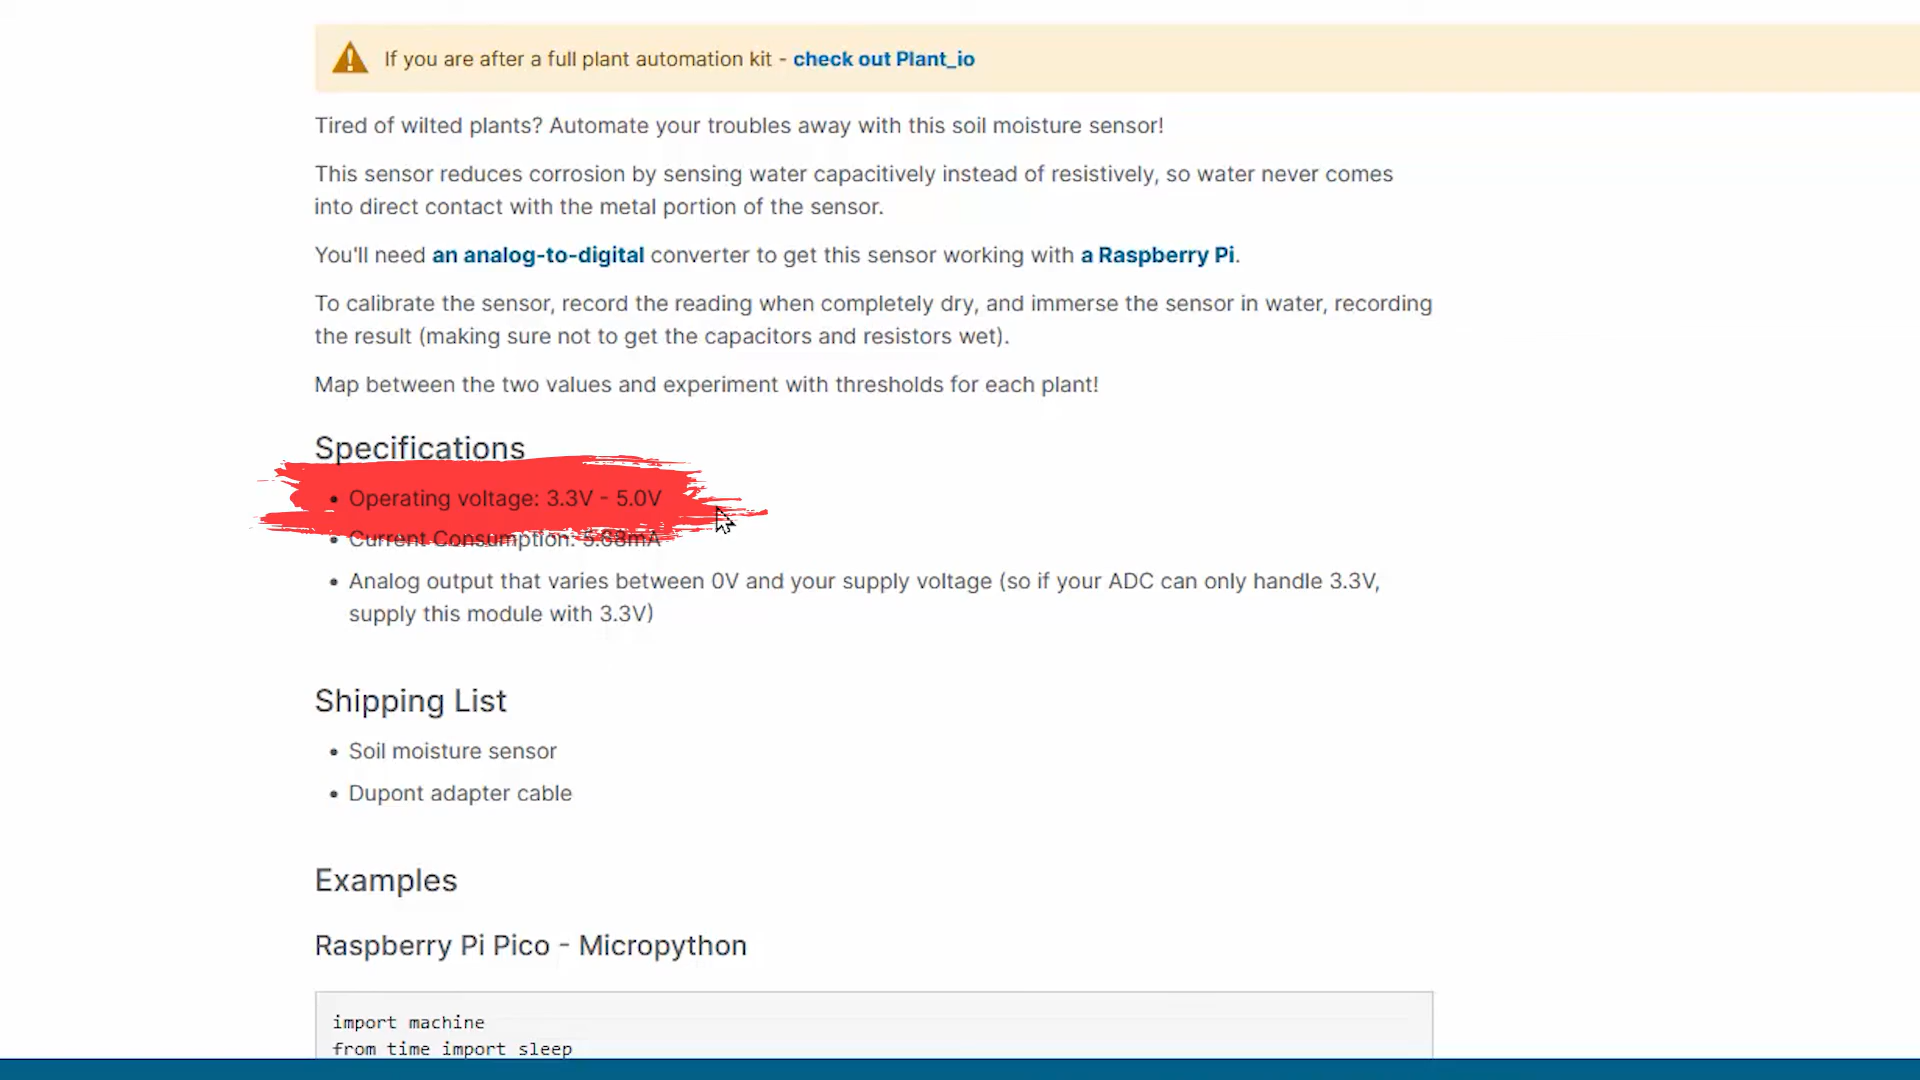 If you are after a full plant automation kit - check out Plant_io
Tired of wilted plants? Automate your troubles away with this soil moisture sensor!
This sensor reduces corrosion by sensing water capacitively instead of resistively, so water never comes
into direct contact with the metal portion of the sensor.
You'll need an analog-to-digital converter to get this sensor working with a Raspberry Pi.
To calibrate the sensor, record the reading when completely dry, and immerse the sensor in water, recording
the result (making sure not to get the capacitors and resistors wet).
Map between the two values and experiment with thresholds for each plant!
Specifications
• Operating voltage: 3.3V - 5.0V
• Current Consumption:
• Analog output that varies between 0V and your supply voltage (so if your ADC can only handle 3.3V,
supply this module with 3.3V)
Shipping List
• Soil moisture sensor
• Dupont adapter cable
Examples
Raspberry Pi Pico - Micropython
import machine
from time import sleep